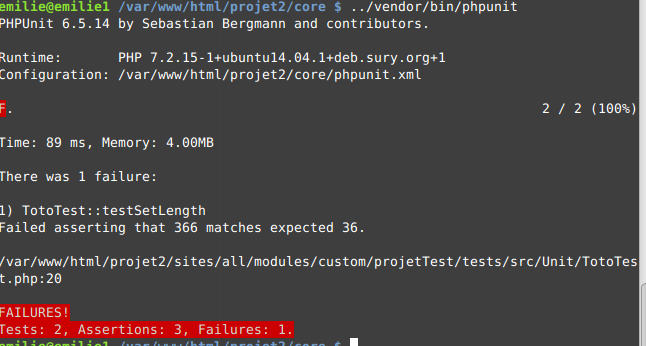 emilie@emilie1 /var/www/html/projet2/core $ ../vendor/bin/phpunit
PHPUnit 6.5.14 by Sebastian Bergmann and contributors.
Runtime: PHP 7.2.15-1+ubuntu14.04.1+deb.sury.org+1
Configuration: /var/www/html/projet2/core/phpunit.xml
F. 2 / 2 (100%)
Time: 89 ms, Memory: 4.00MB
There was 1 failure:
1) TotoTest::testSetLength
Failed asserting that 366 matches expected 36.
/var/www/html/projet2/sites/all/modules/custom/projetTest/tests/src/Unit/TotoTes
t.php:20
FAILURES!
Tests: 2, Assertions: 3, Failures: 1.
emilie@emilie1 /var/www/html/projet2/core $